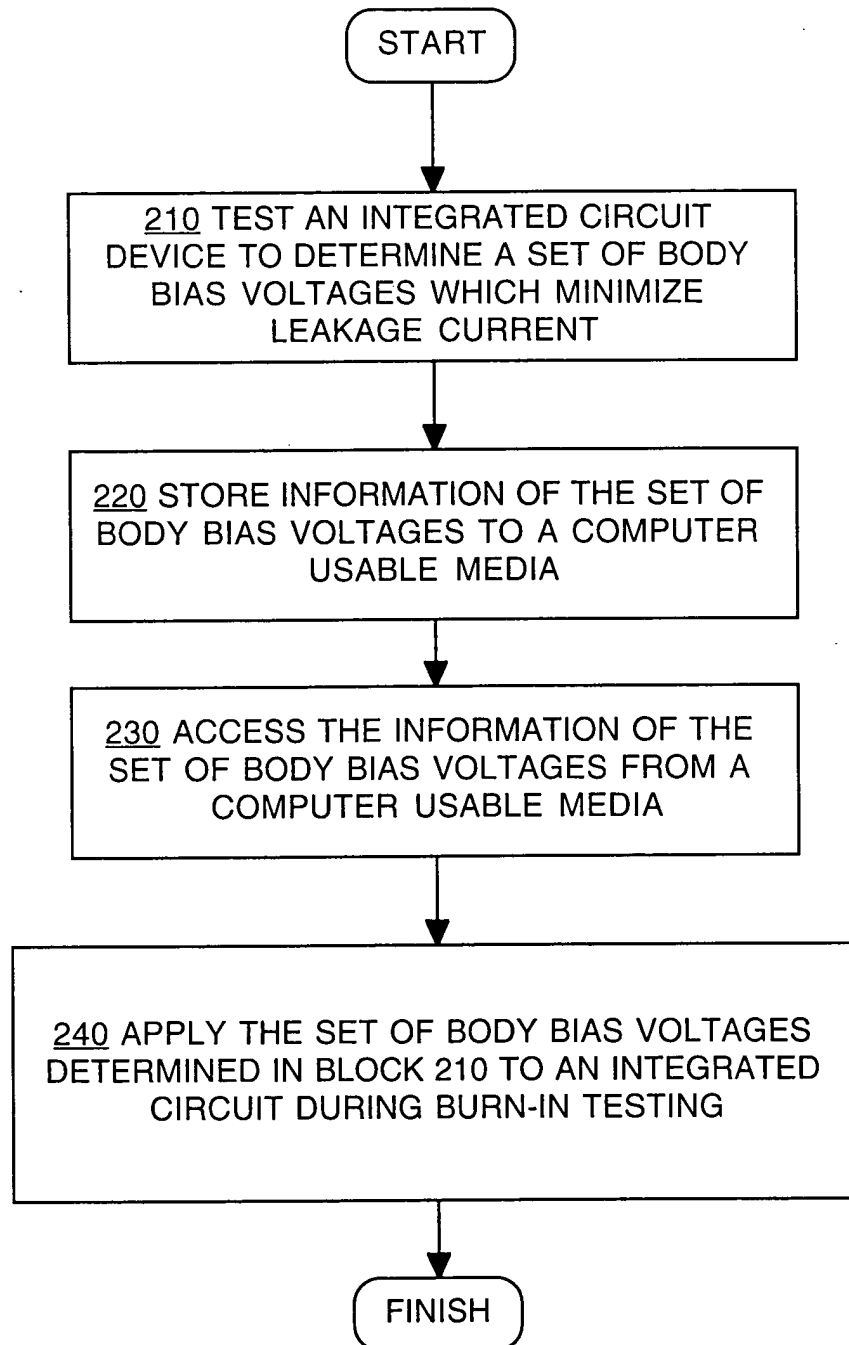 START
210 TEST AN INTEGRATED CIRCUIT
DEVICE TO DETERMINE A SET OF BODY
BIAS VOLTAGES WHICH MINIMIZE
LEAKAGE CURRENT
220 STORE INFORMATION OF THE SET OF
BODY BIAS VOLTAGES TO A COMPUTER
USABLE MEDIA
230 ACCESS THE INFORMATION OF THE
SET OF BODY BIAS VOLTAGES FROM A
COMPUTER USABLE MEDIA
240 APPLY THE SET OF BODY BIAS VOLTAGES
DETERMINED IN BLOCK 210 TO AN INTEGRATED
CIRCUIT DURING BURN-IN TESTING
FINISH